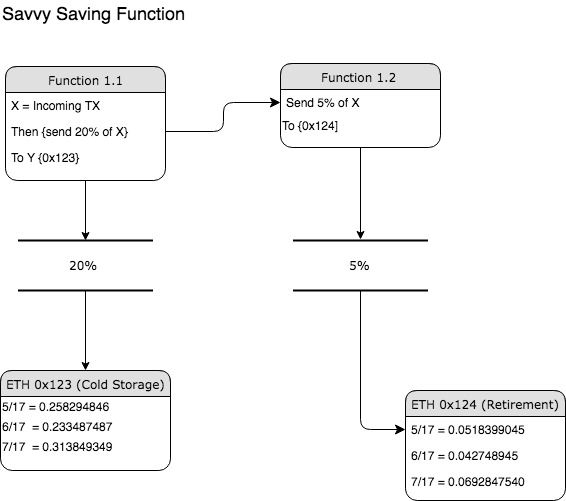 Savvy Saving Function
Function 1.1
X = Incoming TX
Then {send 20% of X}
To Y {0x123}
Function 1.2
Send 5% of X
To {0x124]
20%
5%
ETH 0x123 (Cold Storage)
5/17 = 0.258294846
6/17 = 0.233487487
7/17 = 0.313849349
ETH 0x124 (Retirement)
5/17 = 0.0518399045
6/17 = 0.042748945
7/17 = 0.0692847540